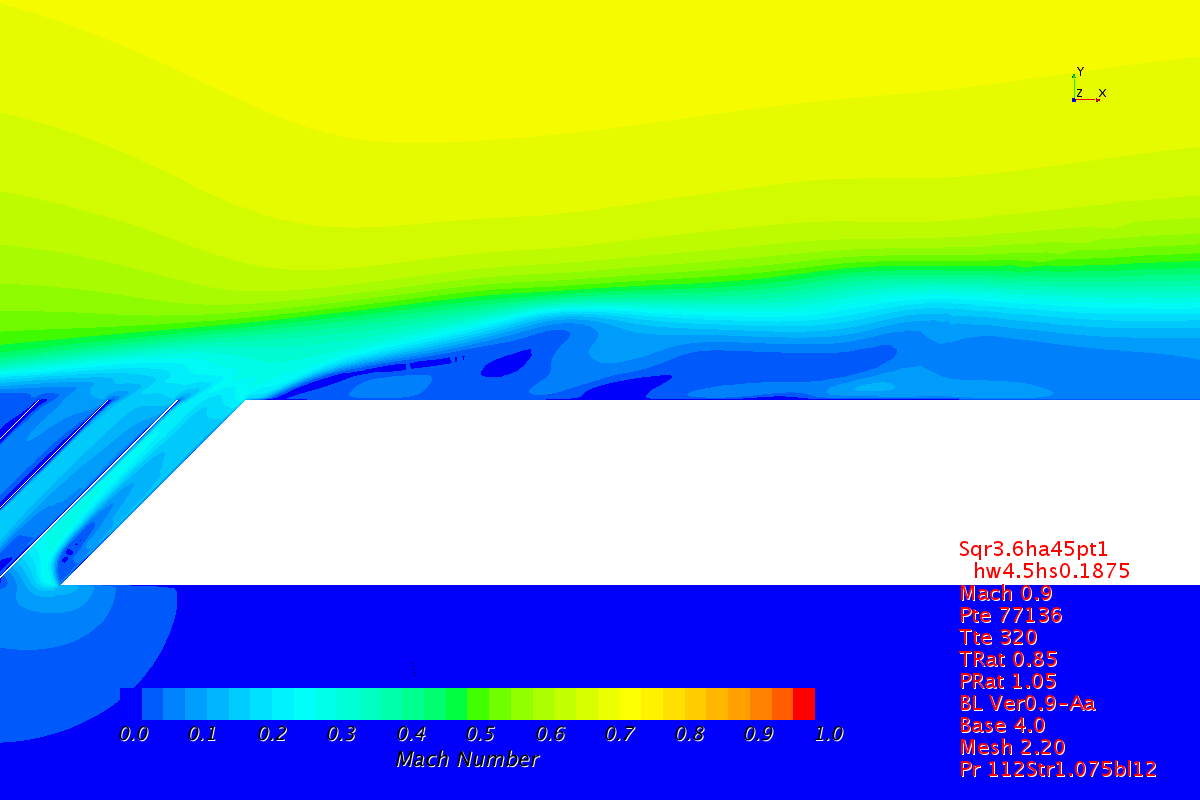 Y
Z X
Sqr3.6ha45pt1
hw4.5hs0.1875
Mach 0.9
Pte 77136
Tte 320
TRat 0.85
PRat 1.05
BL Ver0.9-Aa
Base 4.0
Mesh 2.20
Pr 112Str1.075bl12
0.0 0.1 0.2 0.3 0.4 0.5 0.6 0.7 0.8 0.9 1.0
Mach Number